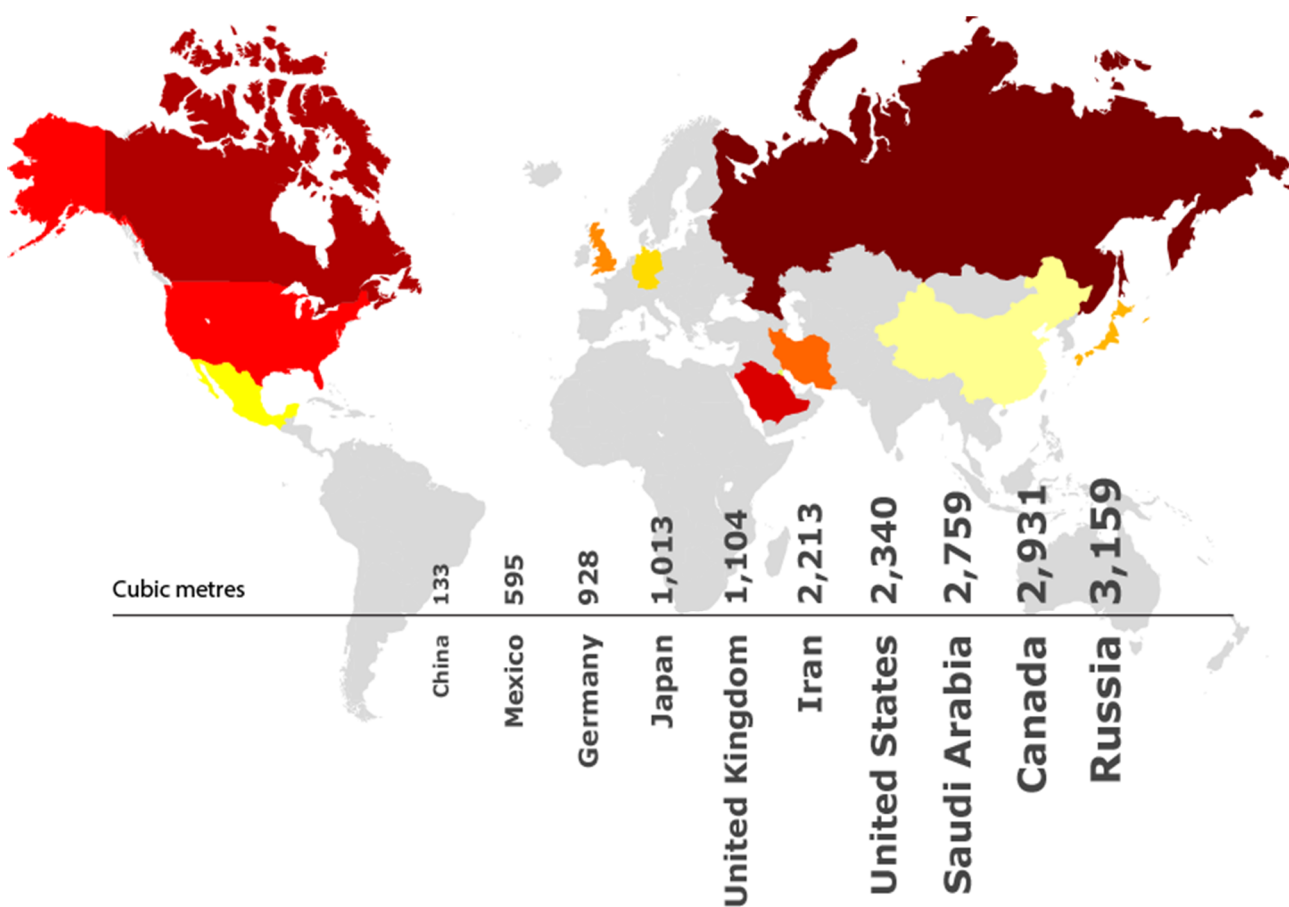 Cubic metres
133
595
928
1,013
1,104
2,213
2,340
2,759
2,931
3,159
China
Mexico
Germany
Japan
United Kingdom
Iran
United States
Saudi Arabia
Canada
Russia